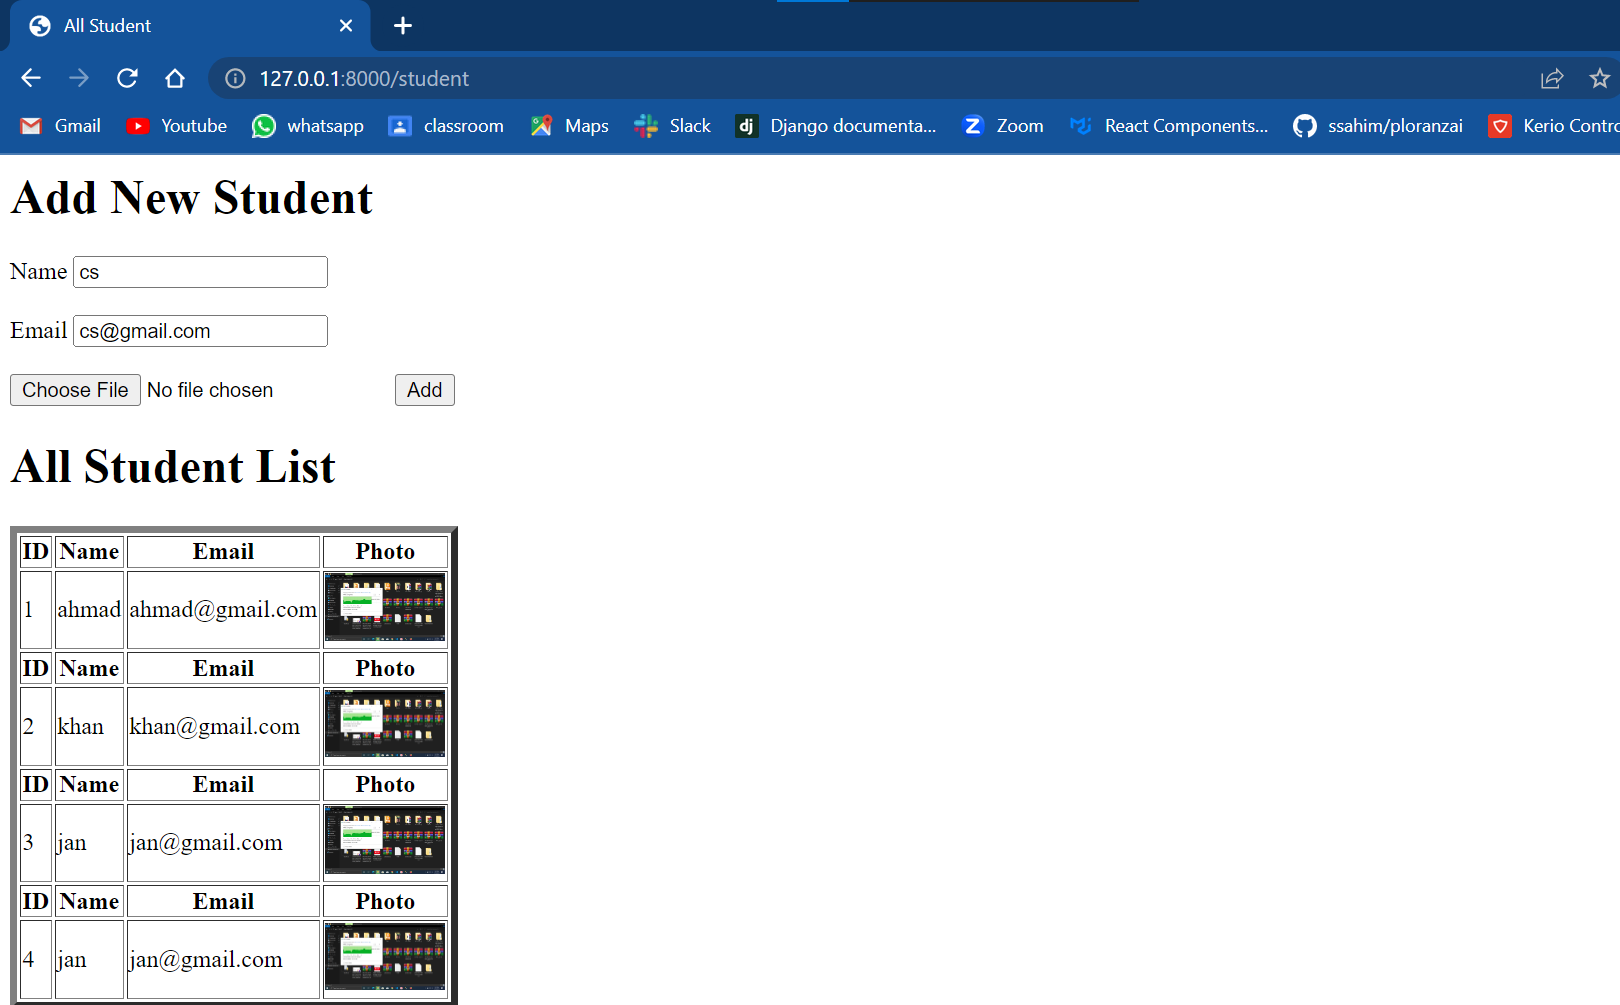 All Student
127.0.0.1:8000/student
Gmail Youtube whatsapp classroom Maps Slack dj Django documenta... Z Zoom React Components... ssahim/ploranzai Kerio Contro
Add New Student
Name cs
Email cs@gmail.com
Choose File No file chosen Add
All Student List
ID Name Email Photo
1 ahmad ahmad@gmail.com
ID Name Email Photo
2 khan khan@gmail.com
ID Name Email Photo
3 jan jan@gmail.com
ID Name Email Photo
4 jan jan@gmail.com